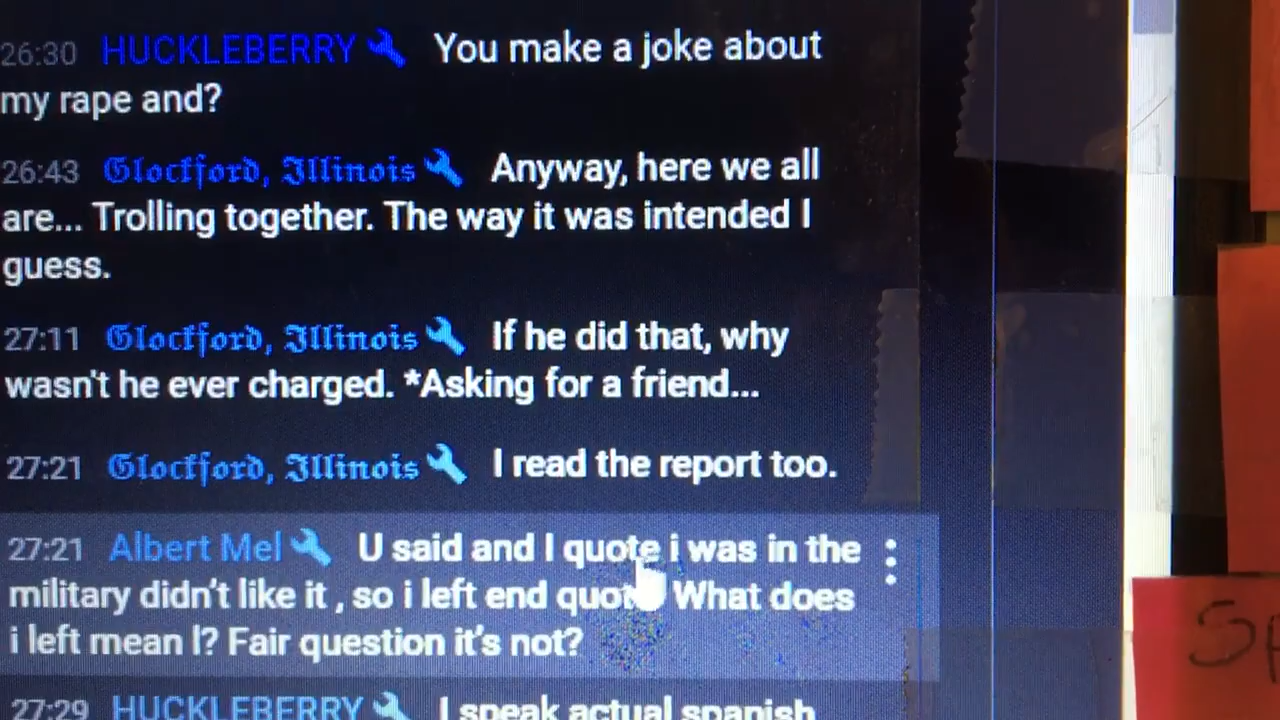 26:30 HUCKLEBERRY You make a joke about
my rape and?
26:43 Glockford, Illinois Anyway, here we all
are... Trolling together. The way it was intended I
guess.
27:11 Glockford, Illinois If he did that, why
wasn't he ever charged. *Asking for a friend...
27:21 Glockford, Illinois I read the report too.
27:21 Albert Mel U said and I quote i was in the
military didn't like it , so i left end quote What does
i left mean l? Fair question it's not?
27:29 HUCKLEBERRY I speak actual spanish